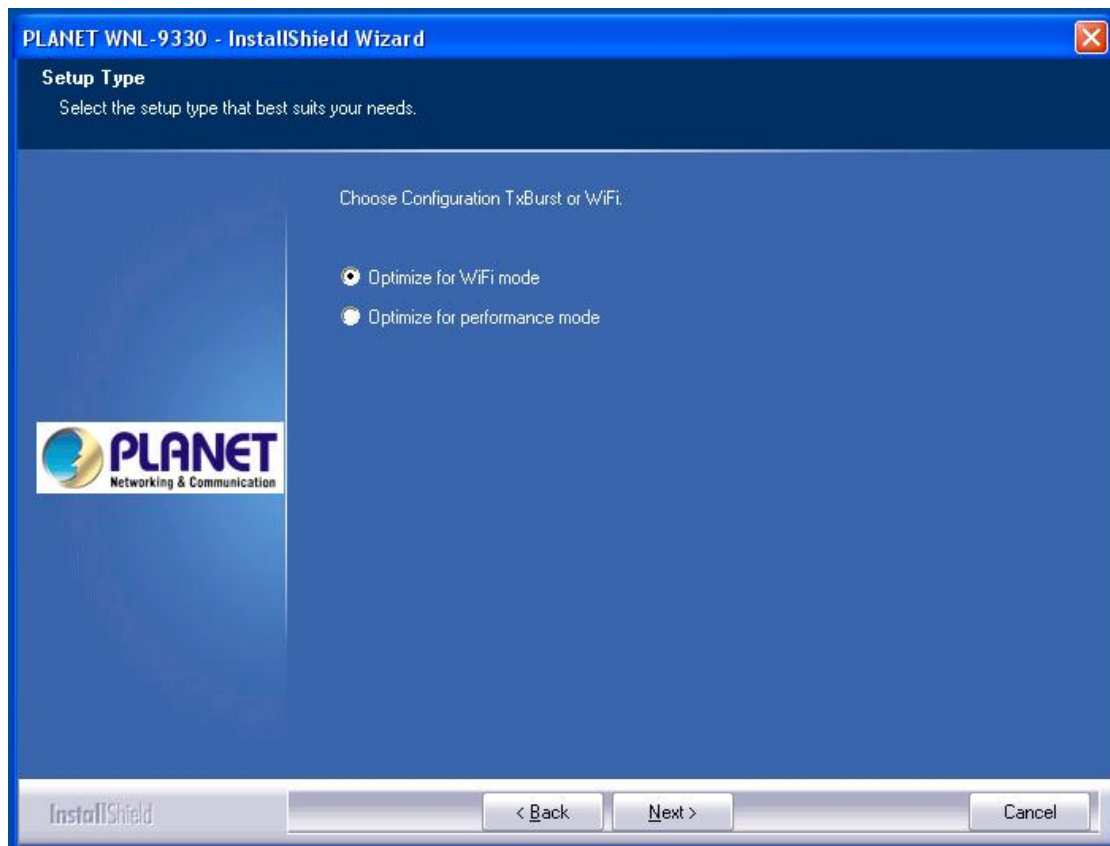 PLANET WNL-9330 - InstallShield Wizard
Setup Type
Select the setup type that best suits your needs.
Choose Configuration TxBurst or WiFi.
Optimize for WiFi mode
Optimize for performance mode
PLANET
Networking & Communication
InstallShield
< Back
Next >
Cancel